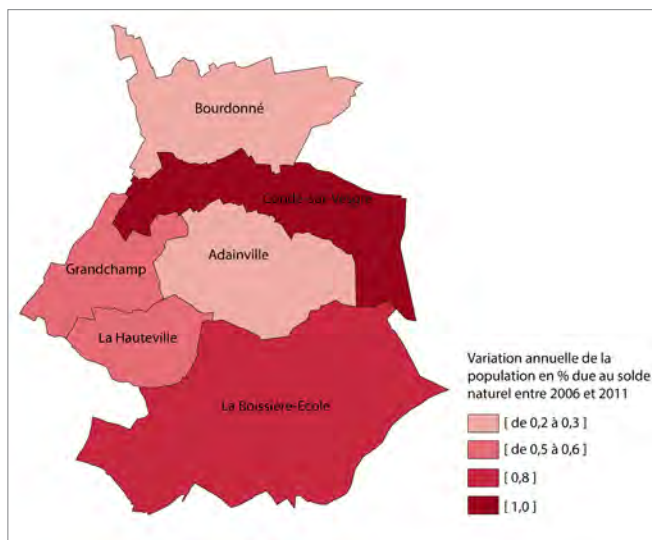 Bourdonné
Condé-sur-Vesgre
Adainville
Grandchamp
La Hauteville
La Boissière-Ecole
Variation annuelle de la
population en % due au solde
naturel entre 2006 et 2011
[ de 0,2 à 0,3 ]
[ de 0,5 à 0,6 ]
[ 0,8 ]
[ 1,0 ]